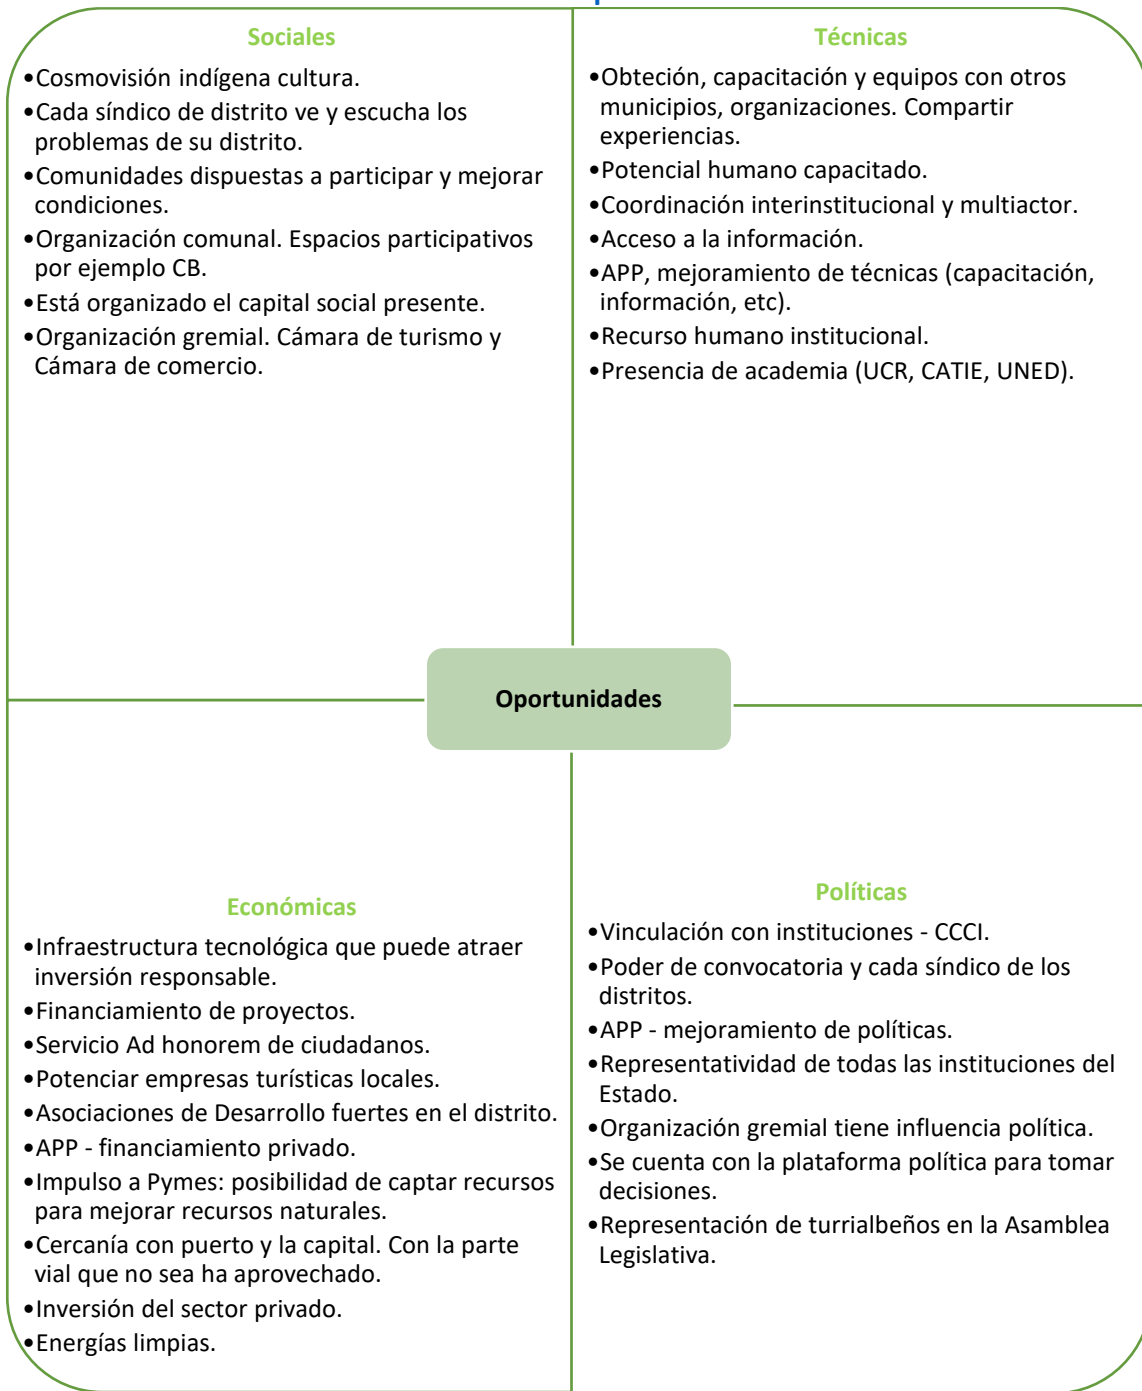 Sociales
•Cosmovisión indígena cultura.
•Cada síndico de distrito ve y escucha los
problemas de su distrito.
•Comunidades dispuestas a participar y mejorar
condiciones.
•Organización comunal. Espacios participativos
por ejemplo CB.
•Está organizado el capital social presente.
•Organización gremial. Cámara de turismo y
Cámara de comercio.
Técnicas
•Obteción, capacitación y equipos con otros
municipios, organizaciones. Compartir
experiencias.
•Potencial humano capacitado.
•Coordinación interinstitucional y multiactor.
•Acceso a la información.
•APP, mejoramiento de técnicas (capacitación,
información, etc).
•Recurso humano institucional.
•Presencia de academia (UCR, CATIE, UNED).
Oportunidades
Económicas
•Infraestructura tecnológica que puede atraer
inversión responsable.
•Financiamiento de proyectos.
•Servicio Ad honorem de ciudadanos.
•Potenciar empresas turísticas locales.
•Asociaciones de Desarrollo fuertes en el distrito.
•APP - financiamiento privado.
•Impulso a Pymes: posibilidad de captar recursos
para mejorar recursos naturales.
•Cercanía con puerto y la capital. Con la parte
vial que no sea ha aprovechado.
•Inversión del sector privado.
•Energías limpias.
Políticas
•Vinculación con instituciones - CCCI.
•Poder de convocatoria y cada síndico de los
distritos.
•APP - mejoramiento de políticas.
•Representatividad de todas las instituciones del
Estado.
•Organización gremial tiene influencia política.
•Se cuenta con la plataforma política para tomar
decisiones.
•Representación de turrialbeños en la Asamblea
Legislativa.